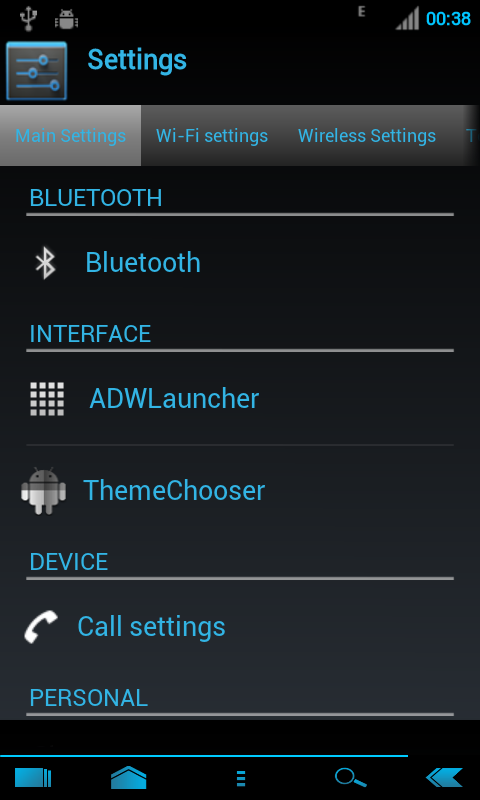 E
00:38
Settings
Main Settings Wi-Fi settings Wireless Settings T
BLUETOOTH
Bluetooth
INTERFACE
ADWLauncher
ThemeChooser
DEVICE
Call settings
PERSONAL